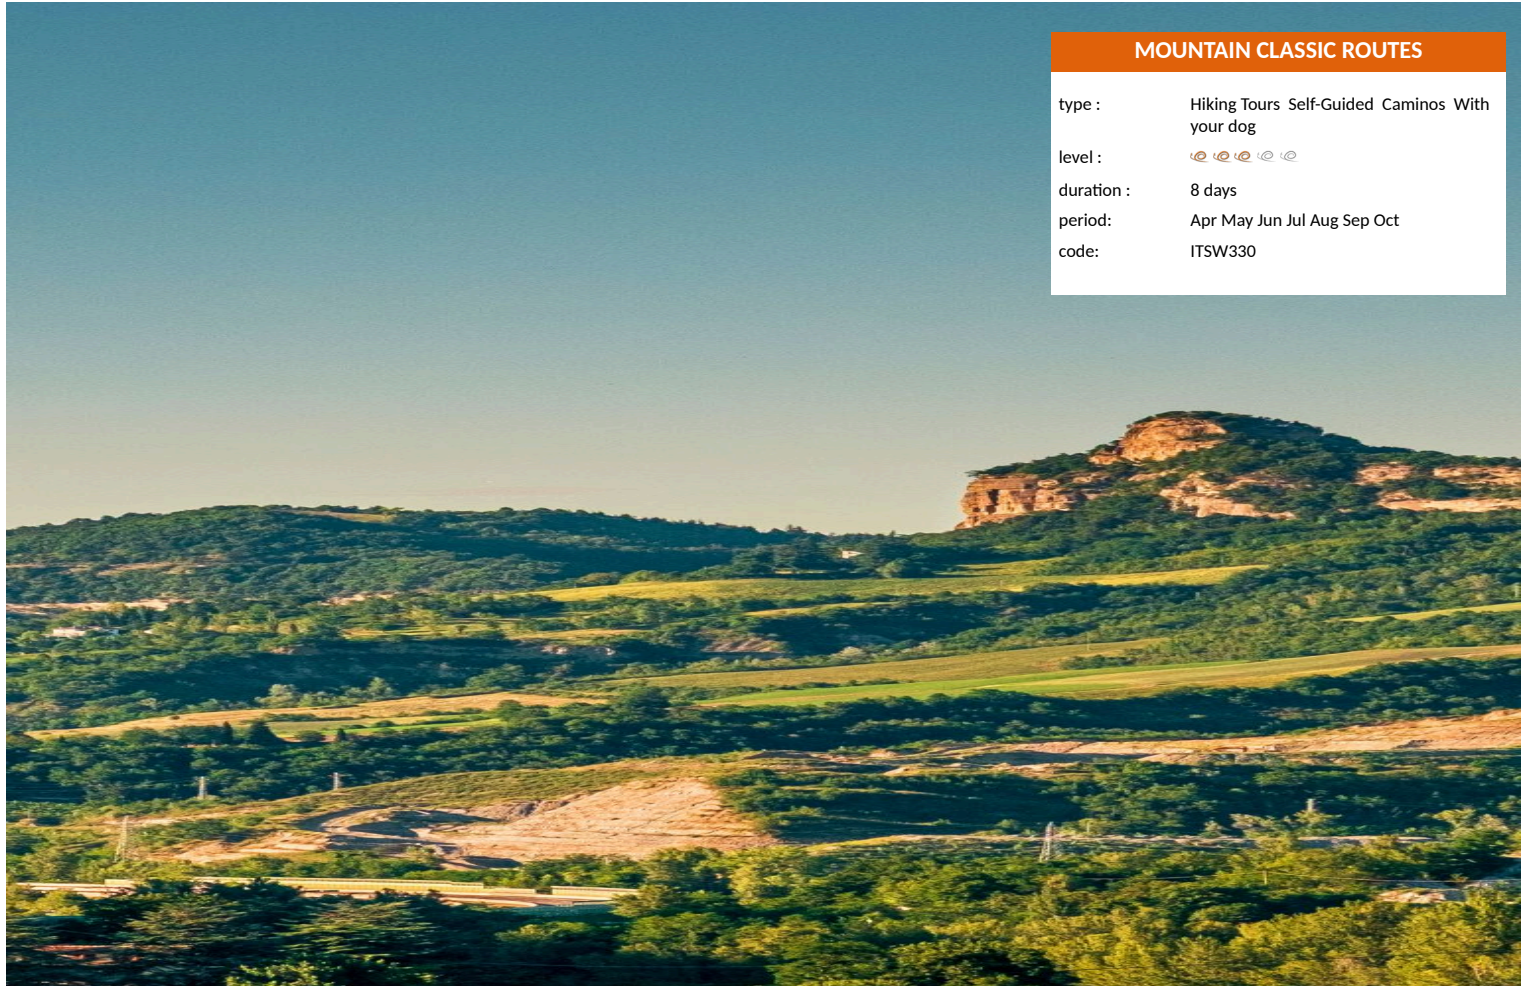 MOUNTAIN CLASSIC ROUTES
type : Hiking Tours Self-Guided Caminos With
your dog
level :
duration : 8 days
period: Apr May Jun Jul Aug Sep Oct
code: ITSW330